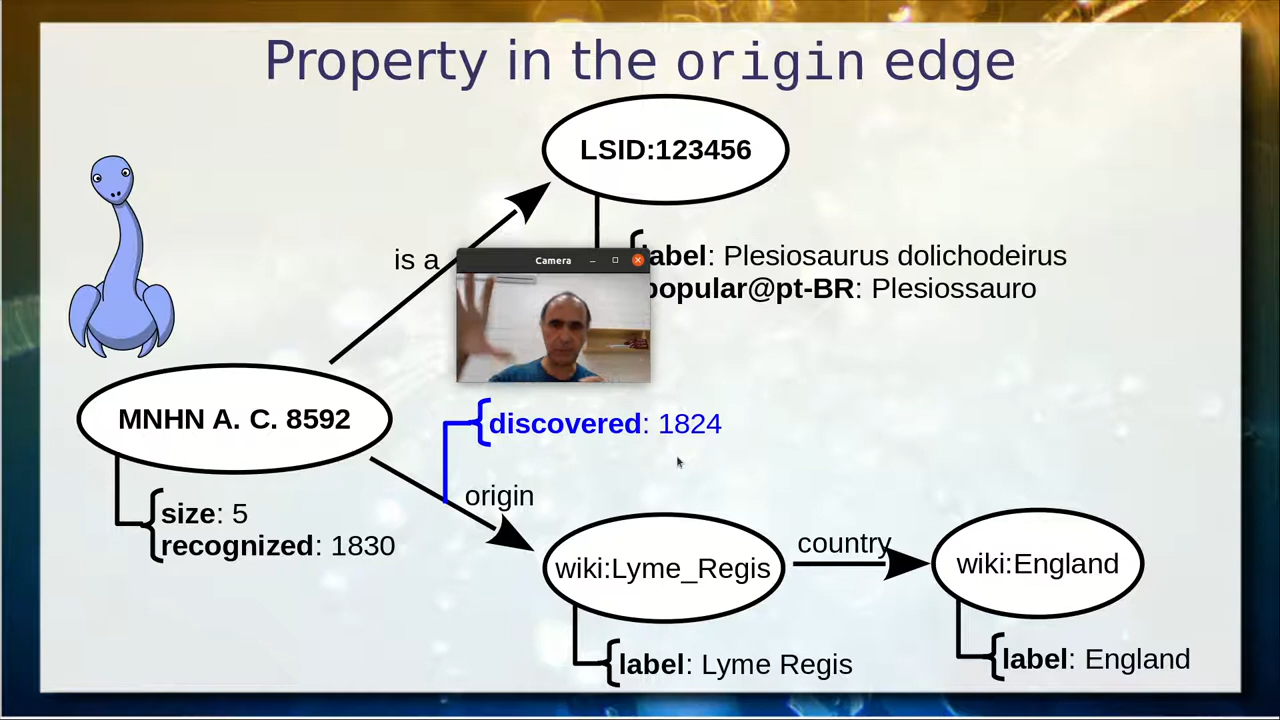 Property in the origin edge
LSID:123456
is a
Camera
label: Plesiosaurus dolichodeirus
popular@pt-BR: Plesiossauro
MNHN A. C. 8592
discovered: 1824
origin
size: 5
recognized: 1830
country
wiki:Lyme_Regis
wiki:England
label: Lyme Regis
label: England